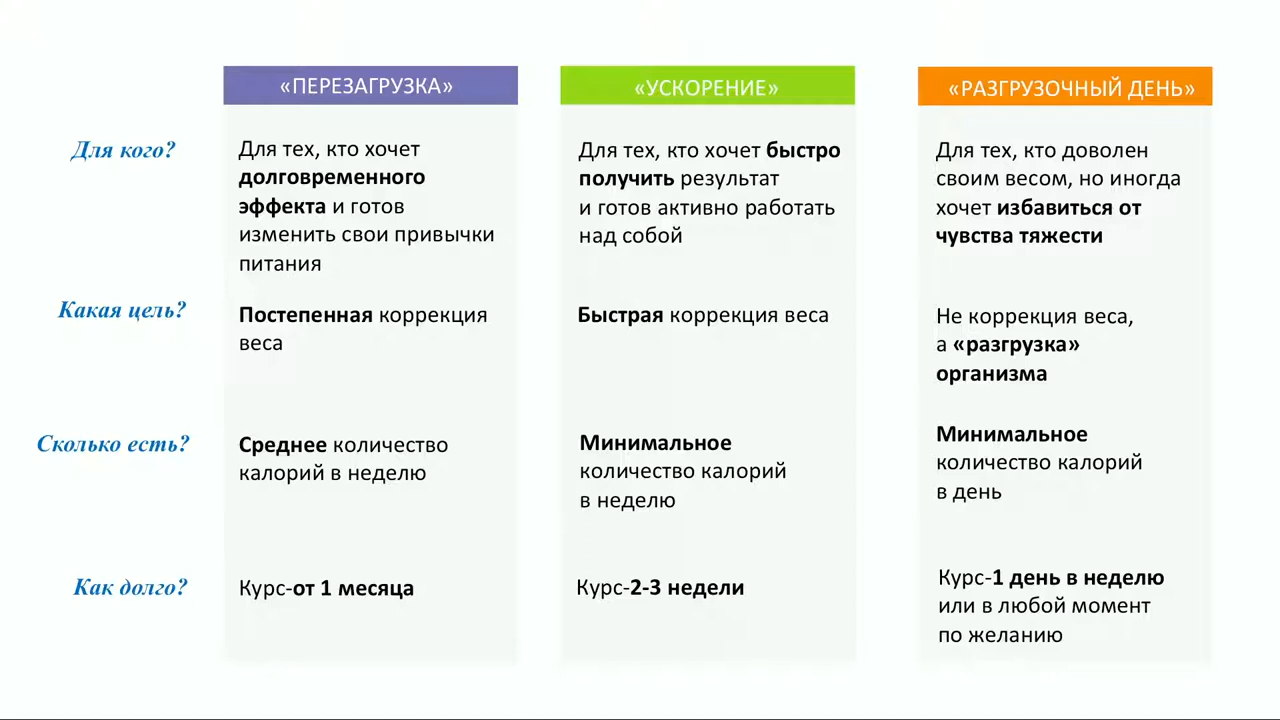 «ПЕРЕЗАГРУЗКА»
«УСКОРЕНИЕ»
«РАЗГРУЗОЧНЫЙ ДЕНЬ»
Для кого?
Для тех, кто хочет
долговременного
эффекта и готов
изменить свои привычки
питания
Для тех, кто хочет быстро
получить результат
и готов активно работать
над собой
Для тех, кто доволен
своим весом, но иногда
хочет избавиться от
чувства тяжести
Какая цель?
Постепенная коррекция
веса
Быстрая коррекция веса
Не коррекция веса,
а «разгрузка»
организма
Сколько есть?
Среднее количество
калорий в неделю
Минимальное
количество калорий
в неделю
Минимальное
количество калорий
в день
Как долго?
Курс-от 1 месяца
Курс-2-3 недели
Курс-1 день в неделю
или в любой момент
по желанию